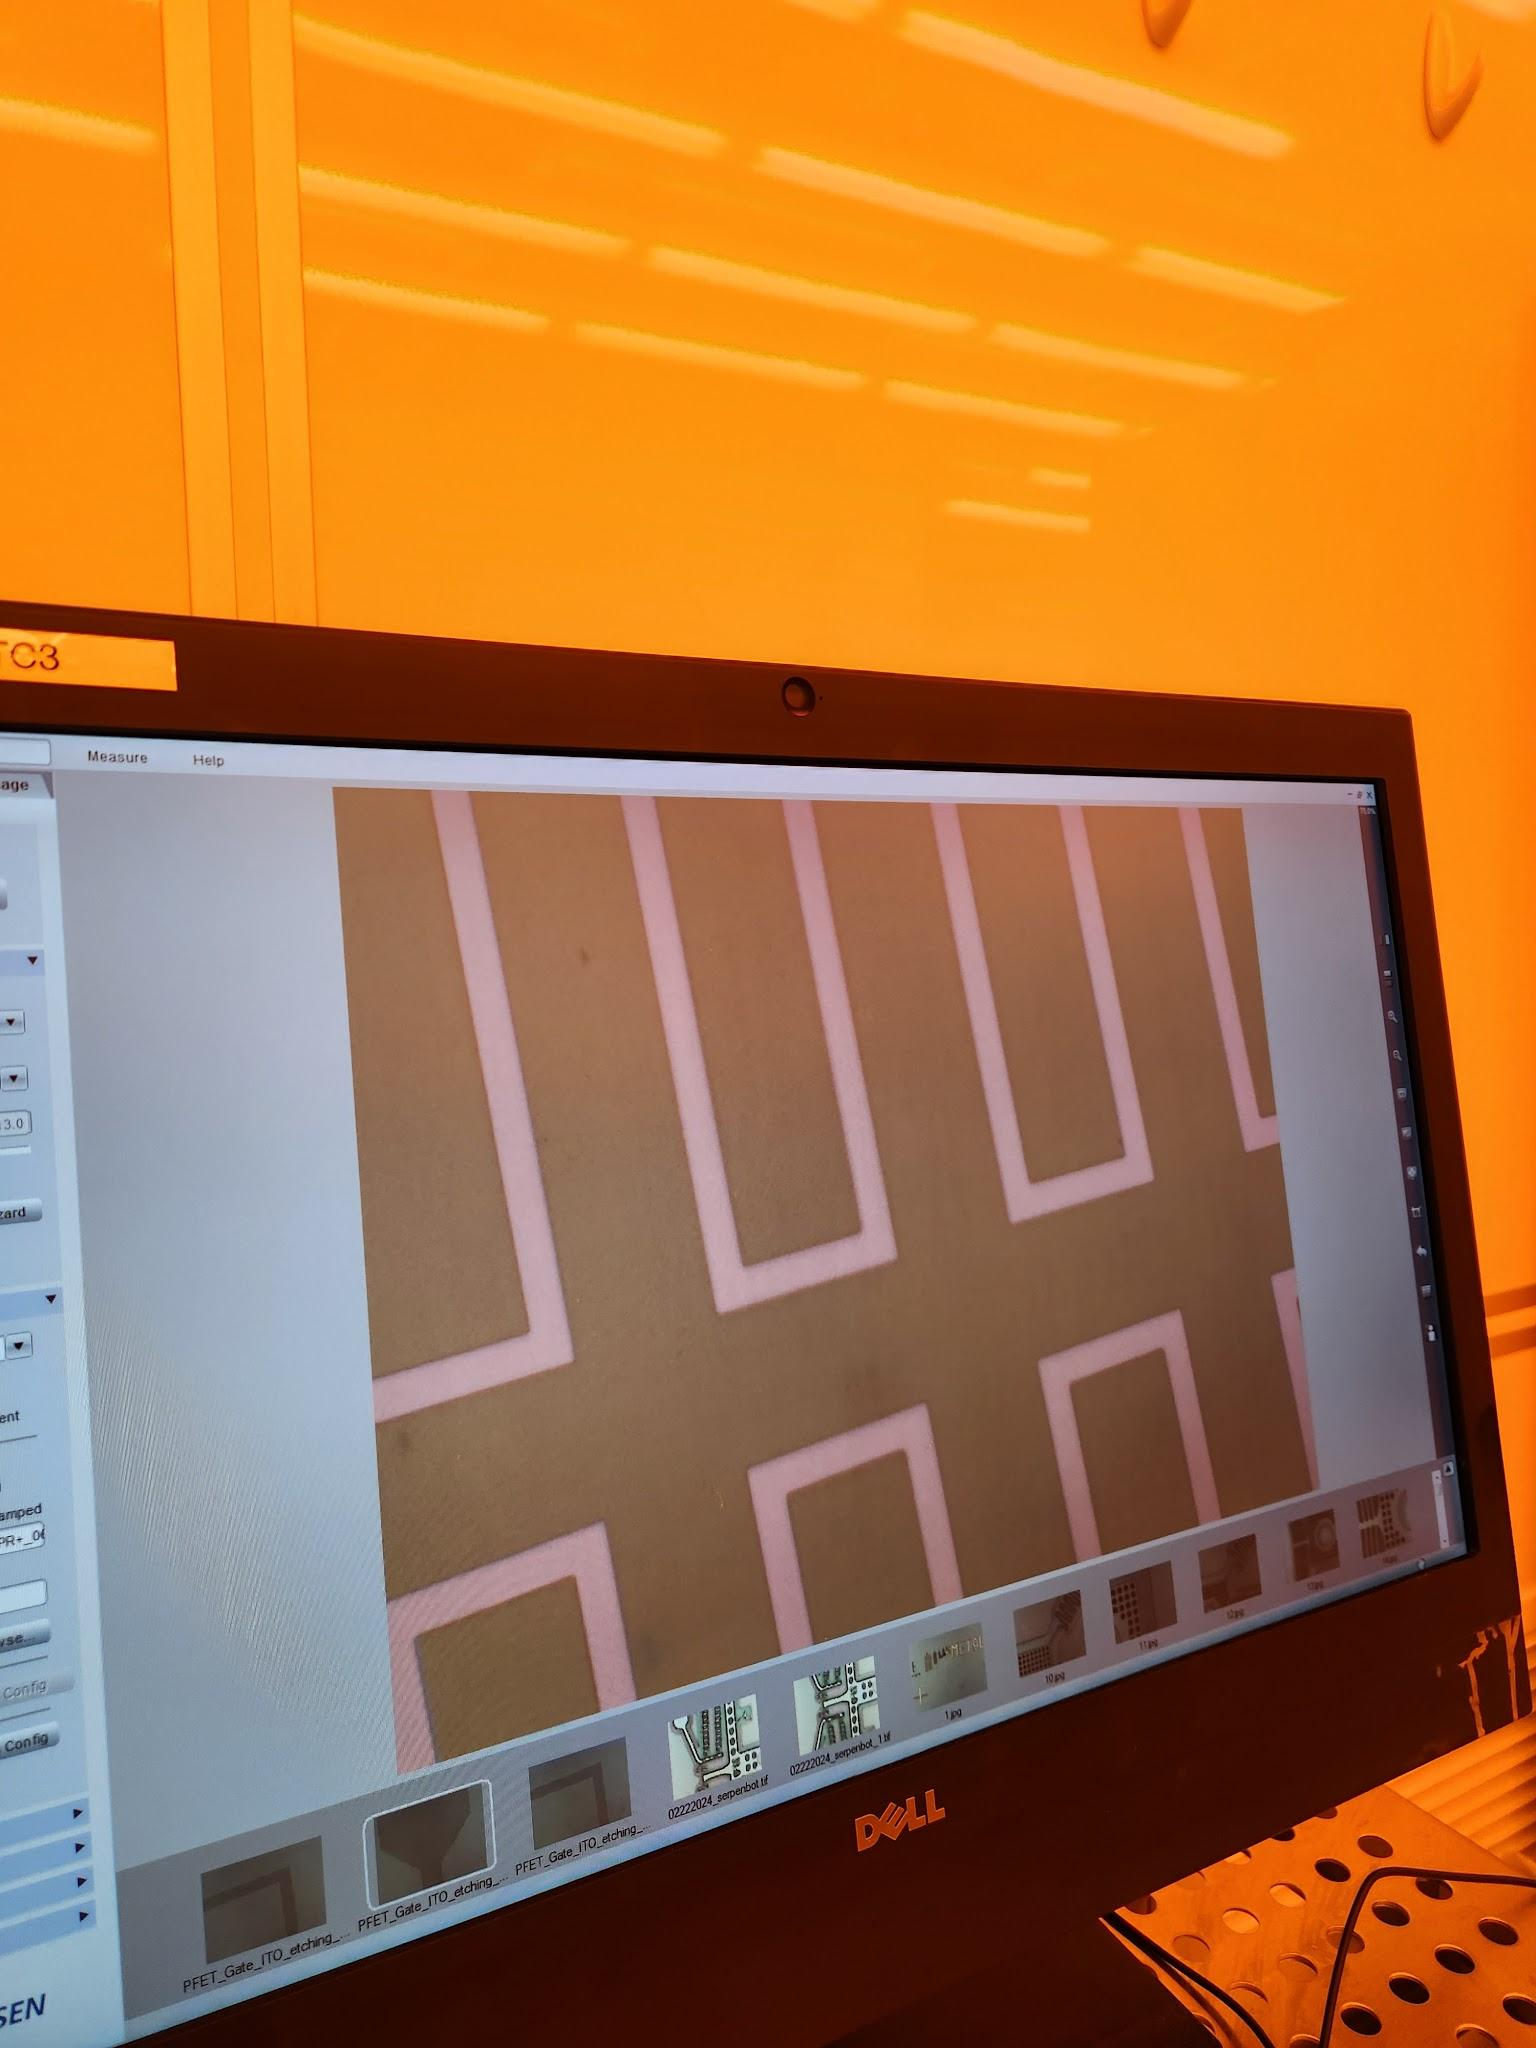 TC3
Measure Help
age
3.0
zard
ent
amped
PR+_0
wse...
Config
Config
PFET_Gate_ITO_etching_...
PFET_Gate_ITO_etching_...
PFET_Gate_ITO_etching_...
02222024_serpenbot.tif
02222024_serpenbot_1.tif
1.jpg
10.jpg
11.jpg
12.jpg
13.jpg
DELL
SEN